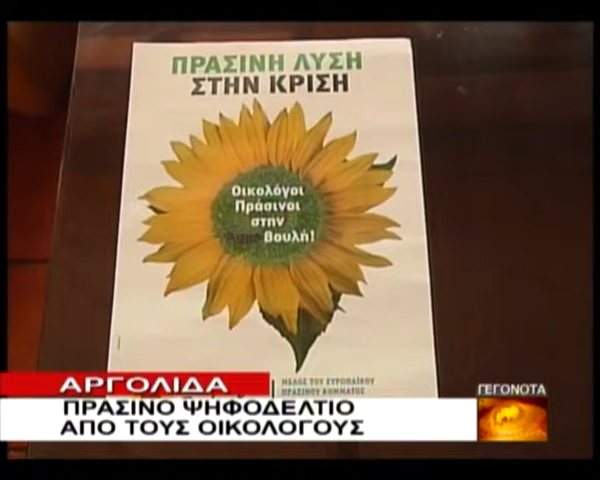 ΠΡΑΣΙΝΗ ΛΥΣΗ
ΣΤΗΝ ΚΡΙΣΗ
Οικολόγοι
Πράσινοι
στην
βουλή!
ΜΕΛΟΣ ΤΟΥ ΕΥΡΩΠΑΪΚΟΥ
ΠΡΑΣΙΝΟΥ ΚΟΜΜΑΤΟΣ
ΑΡΓΟΛΙΔΑ
ΓΕΓΟΝΟΤΑ
ΠΡΑΣΙΝΟ ΨΗΦΟΔΕΛΤΙΟ
ΑΠΟ ΤΟΥΣ ΟΙΚΟΛΟΓΟΥΣ